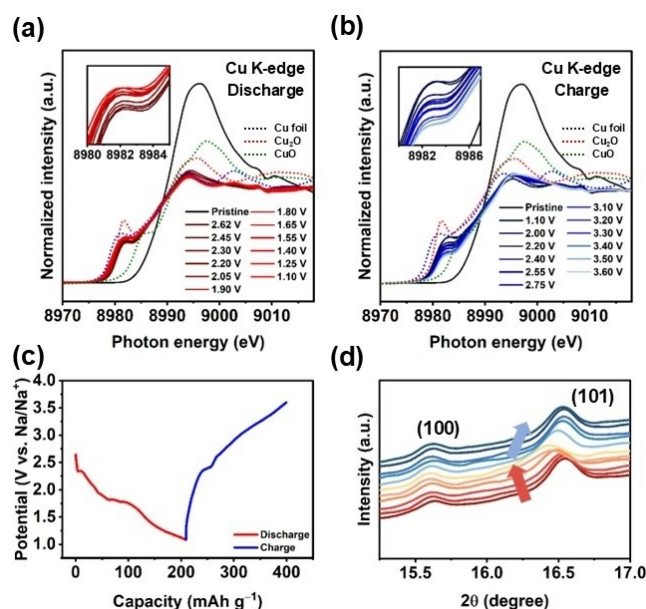 (a)
Cu K-edge
Discharge
8980 8982 8984
Cu foil
Cu₂O
CuO
Pristine 1.80 V
2.62 V 1.65 V
2.45 V 1.55 V
2.30 V 1.40 V
2.20 V 1.25 V
2.05 V 1.10 V
1.90 V
Normalized intensity (a.u.)
8970 8980 8990 9000 9010
Photon energy (eV)
(b)
Cu K-edge
Charge
8982 8986
Cu foil
Cu₂O
CuO
Pristine 3.10 V
1.10 V 3.20 V
2.00 V 3.30 V
2.20 V 3.40 V
2.40 V 3.50 V
2.55 V 3.60 V
2.75 V
Normalized intensity (a.u.)
8970 8980 8990 9000 9010
Photon energy (eV)
(c)
Potential (V vs. Na/Na⁺)
4.0
3.5
3.0
2.5
2.0
1.5
1.0
Discharge
Charge
0 100 200 300 400
Capacity (mAh g⁻¹)
(d)
(100)
(101)
Intensity (a.u.)
15.5 16.0 16.5 17.0
2θ (degree)